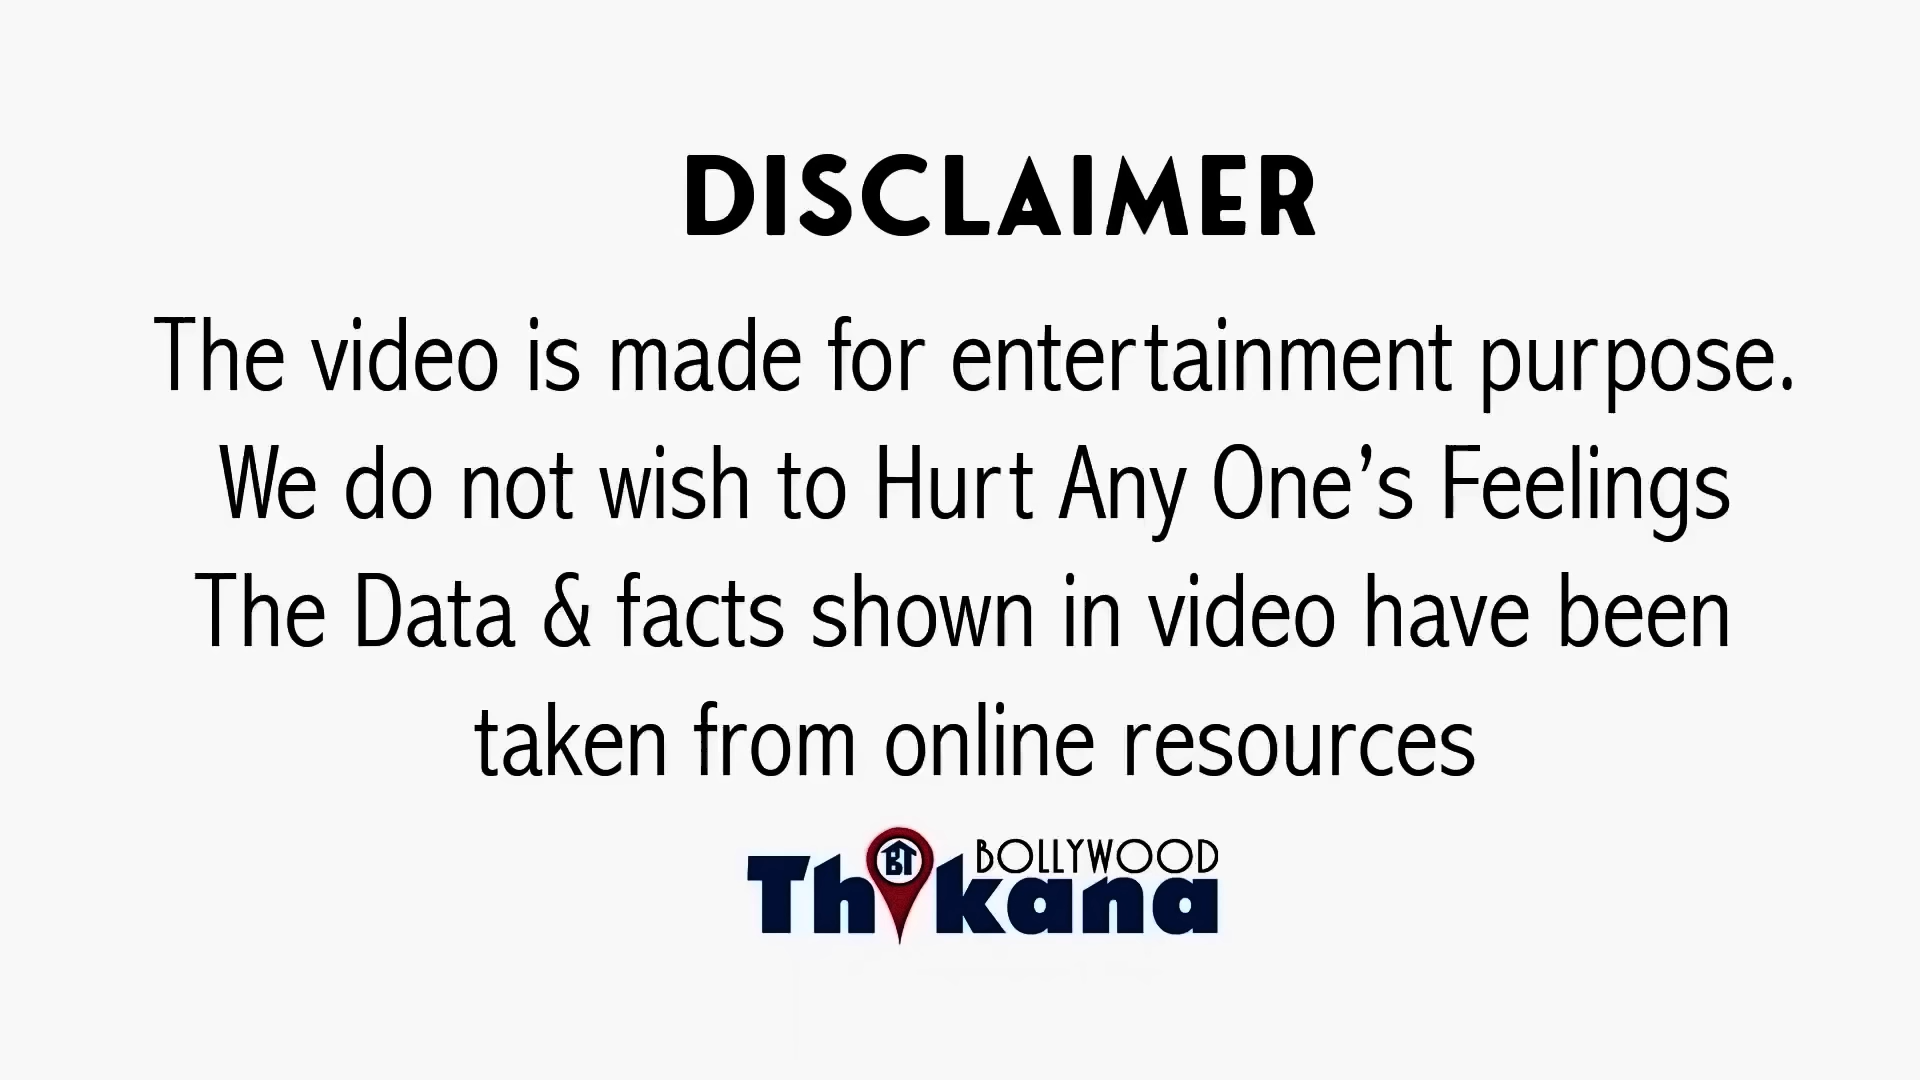 DISCLAIMER
The video is made for entertainment purpose.
We do not wish to Hurt Any One’s Feelings
The Data & facts shown in video have been
taken from online resources
BT
BOLLYWOOD
Thikana